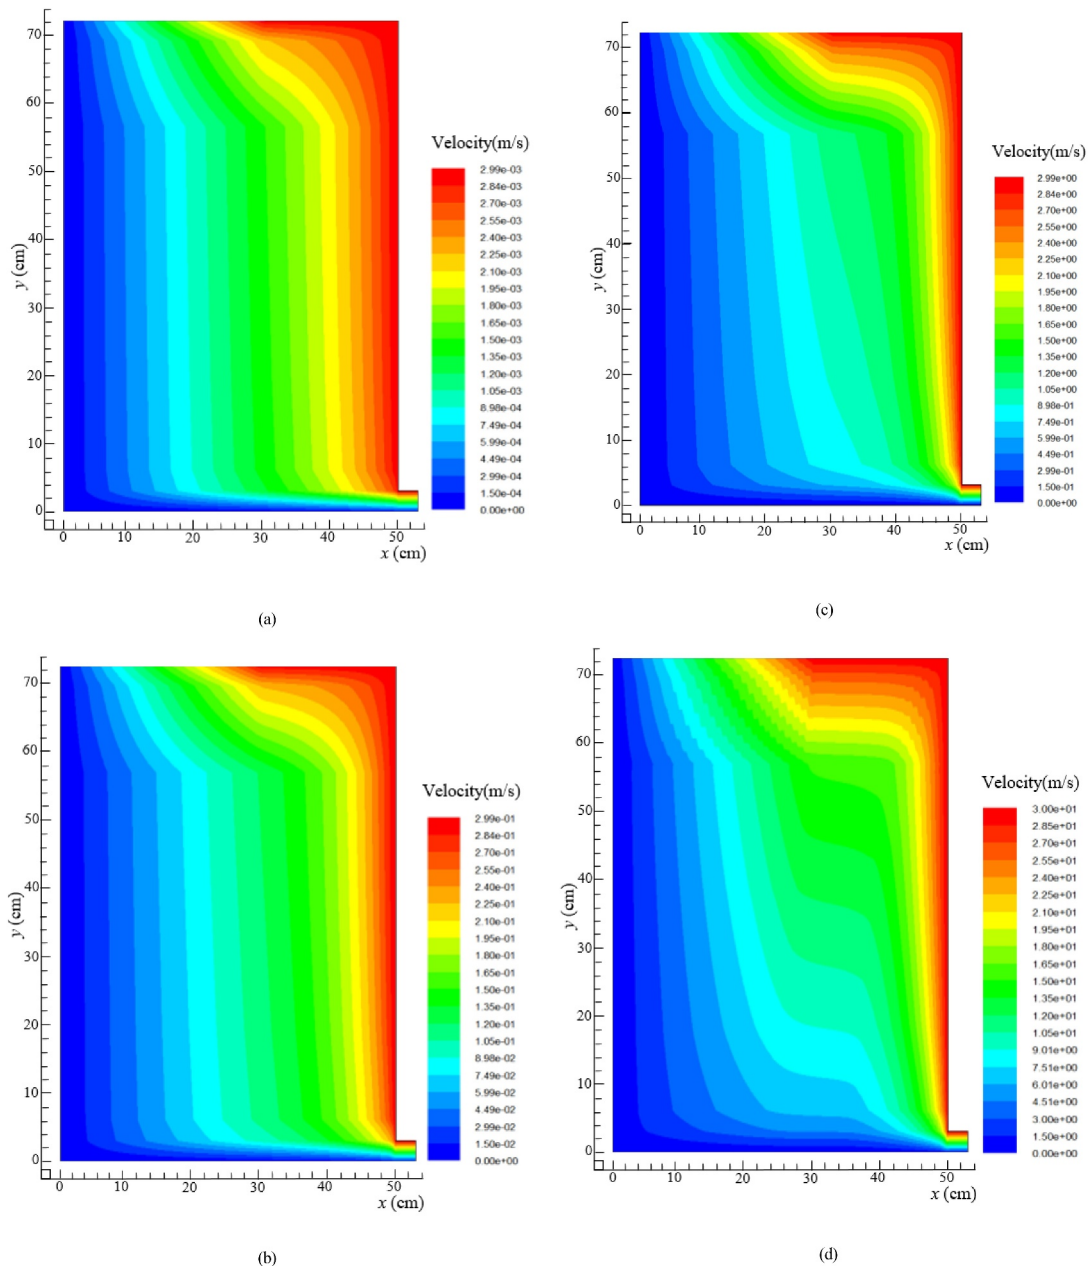 70
60
50
40
30
20
10
0
y (cm)
0 10 20 30 40 50
x (cm)
Velocity(m/s)
2.99e-03
2.84e-03
2.70e-03
2.55e-03
2.40e-03
2.25e-03
2.10e-03
1.95e-03
1.80e-03
1.65e-03
1.50e-03
1.35e-03
1.20e-03
1.05e-03
8.98e-04
7.49e-04
5.99e-04
4.49e-04
2.99e-04
1.50e-04
0.00e+00
(a)
70
60
50
40
30
20
10
0
y (cm)
0 10 20 30 40 50
x (cm)
Velocity(m/s)
2.99e+00
2.84e+00
2.70e+00
2.55e+00
2.40e+00
2.25e+00
2.10e+00
1.95e+00
1.80e+00
1.65e+00
1.50e+00
1.35e+00
1.20e+00
1.05e+00
8.98e-01
7.49e-01
5.99e-01
4.49e-01
2.99e-01
1.50e-01
0.00e+00
(c)
70
60
50
40
30
20
10
0
y (cm)
0 10 20 30 40 50
x (cm)
Velocity(m/s)
2.99e-01
2.84e-01
2.70e-01
2.55e-01
2.40e-01
2.25e-01
2.10e-01
1.95e-01
1.80e-01
1.65e-01
1.50e-01
1.35e-01
1.20e-01
1.05e-01
8.98e-02
7.49e-02
5.99e-02
4.49e-02
2.99e-02
1.50e-02
0.00e+00
(b)
70
60
50
40
30
20
10
0
y (cm)
0 10 20 30 40 50
x (cm)
Velocity(m/s)
3.00e+01
2.85e+01
2.70e+01
2.55e+01
2.40e+01
2.25e+01
2.10e+01
1.95e+01
1.80e+01
1.65e+01
1.50e+01
1.35e+01
1.20e+01
1.05e+01
9.01e+00
7.51e+00
6.01e+00
4.51e+00
3.00e+00
1.50e+00
0.00e+00
(d)